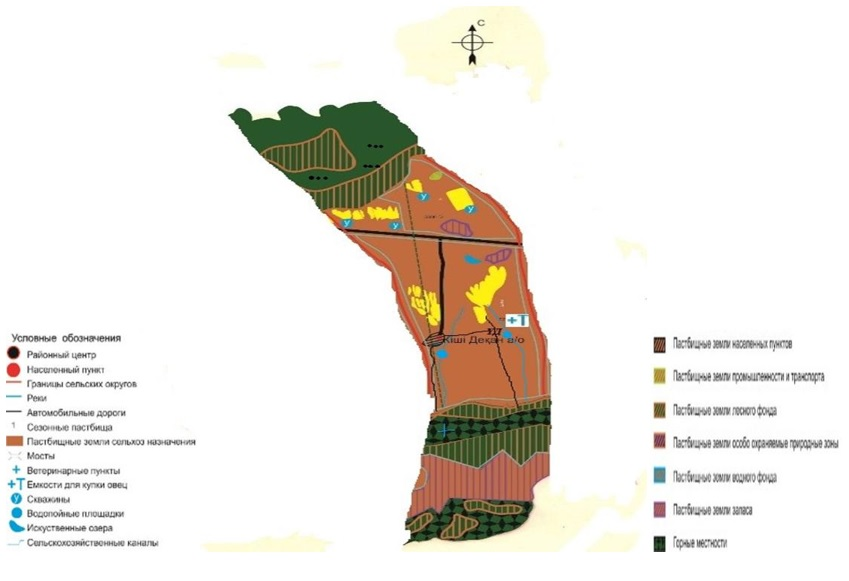 С
Кіші Деқан а/о
Условные обозначения
Районный центр
Населенный пункт
Границы сельских округов
Реки
Автомобильные дороги
1 Сезонные пастбища
Пастбищные земли сельхоз назначения
Мосты
Ветеринарные пункты
+Т Емкости для купки овец
У Скважины
Водопойные площадки
Искуственные озера
Сельскохозяйственные каналы
Пастбищные земли населенных пунктов
Пастбищные земли промышленности и транспорта
Пастбищные земли лесного фонда
Пастбищные земли особо охраняемые природные зоны
Пастбищные земли водного фонда
Пастбищные земли запаса
Горные местности
У
У
У
У
+Т